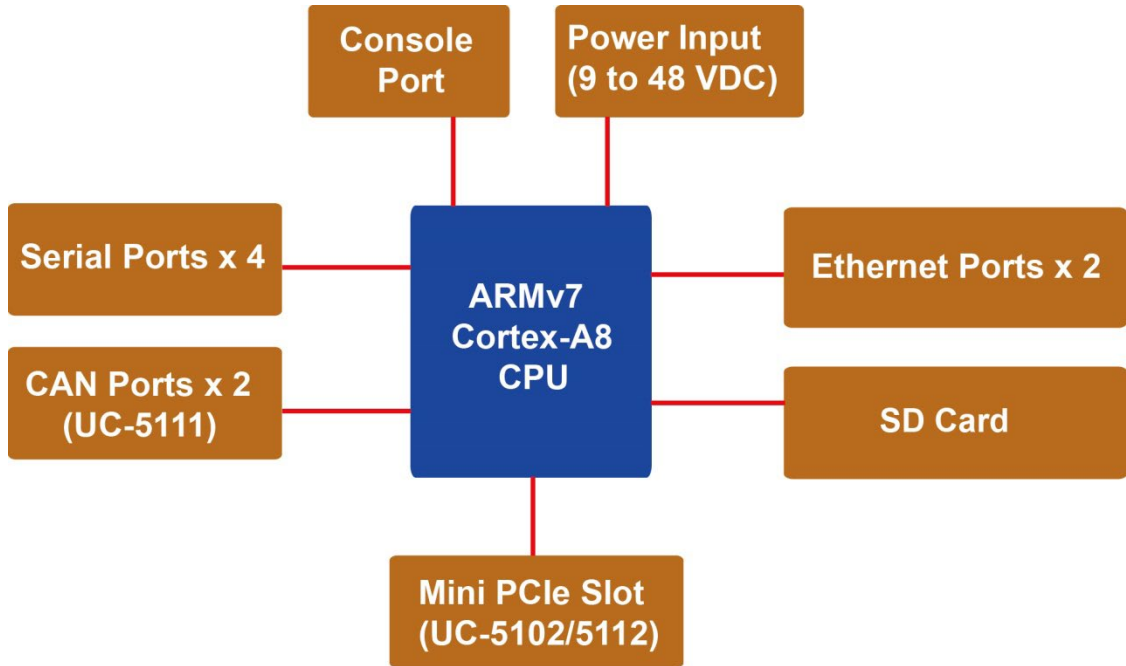 Console
Port
Power Input
(9 to 48 VDC)
Serial Ports x 4
Ethernet Ports x 2
ARMv7
Cortex-A8
CPU
CAN Ports x 2
(UC-5111)
SD Card
Mini PCIe Slot
(UC-5102/5112)